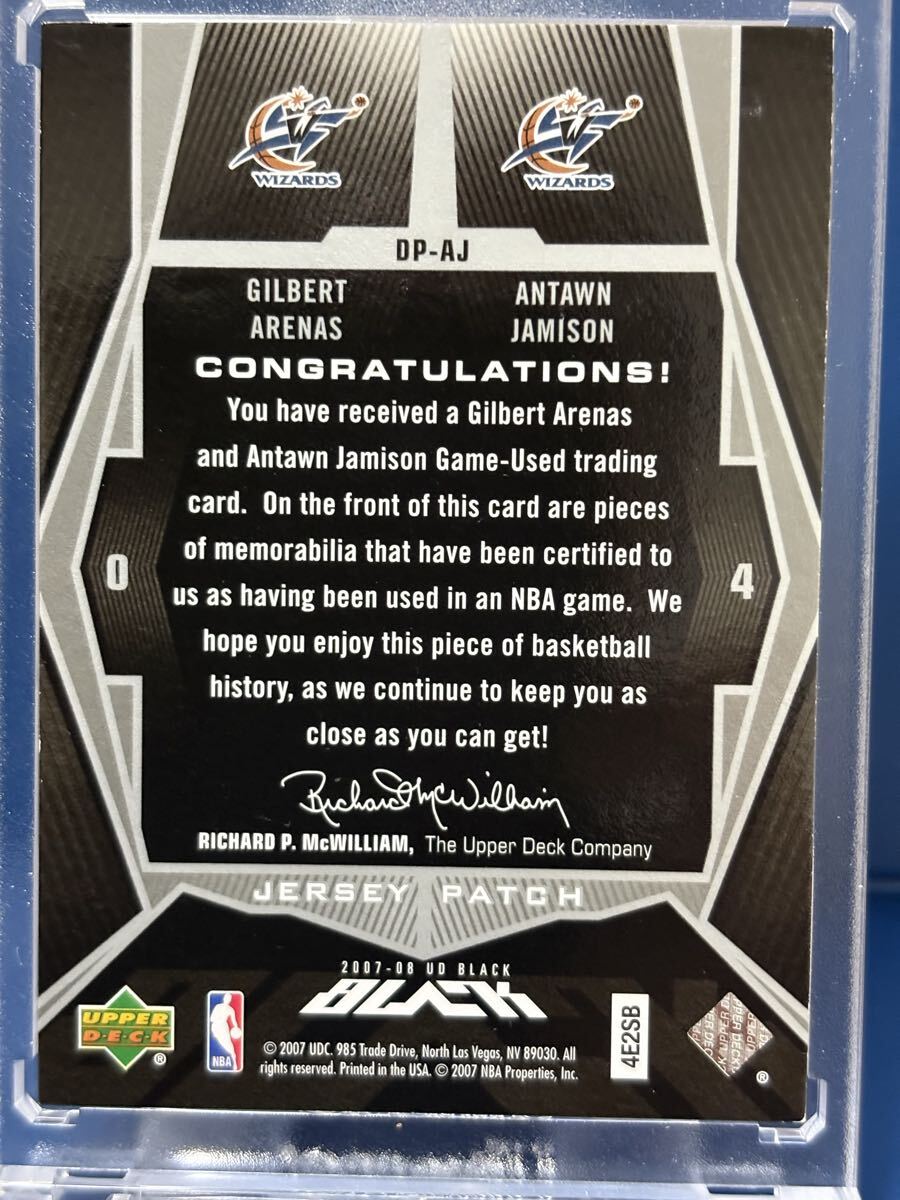 WIZARDS WIZARDS
DP-AJ
GILBERT ARENAS
ANTAWN JAMISON
CONGRATULATIONS!
You have received a Gilbert Arenas
and Antawn Jamison Game-Used trading
card. On the front of this card are pieces
of memorabilia that have been certified to
us as having been used in an NBA game. We
hope you enjoy this piece of basketball
history, as we continue to keep you as
close as you can get!
0
4
Richard McWilliam
RICHARD P. McWILLIAM, The Upper Deck Company
JERSEY PATCH
2007-08 UD BLACK
BLACK
UPPER
D·E·C·K
®
NBA
© 2007 UDC. 985 Trade Drive, North Las Vegas, NV 89030. All
rights reserved. Printed in the USA. © 2007 NBA Properties, Inc.
4E2SB
UPPER DECK
®